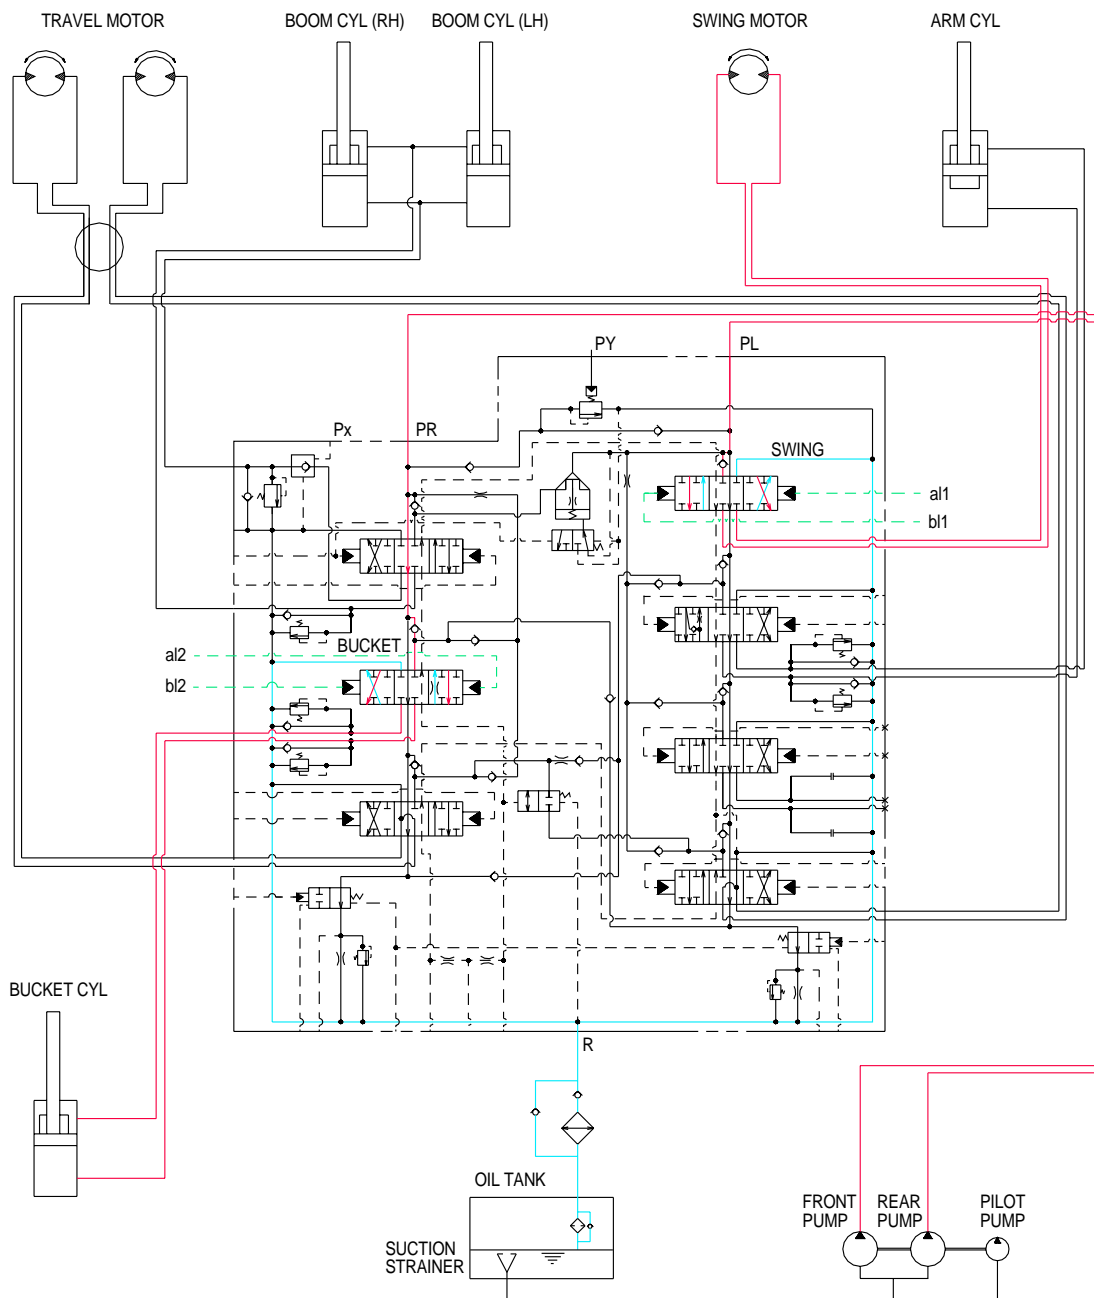 TRAVEL MOTOR
BOOM CYL (RH)
BOOM CYL (LH)
SWING MOTOR
ARM CYL
PY
PL
Px
PR
SWING
al1
bl1
BUCKET
al2
bl2
BUCKET CYL
R
OIL TANK
SUCTION
STRAINER
FRONT
PUMP
REAR
PUMP
PILOT
PUMP